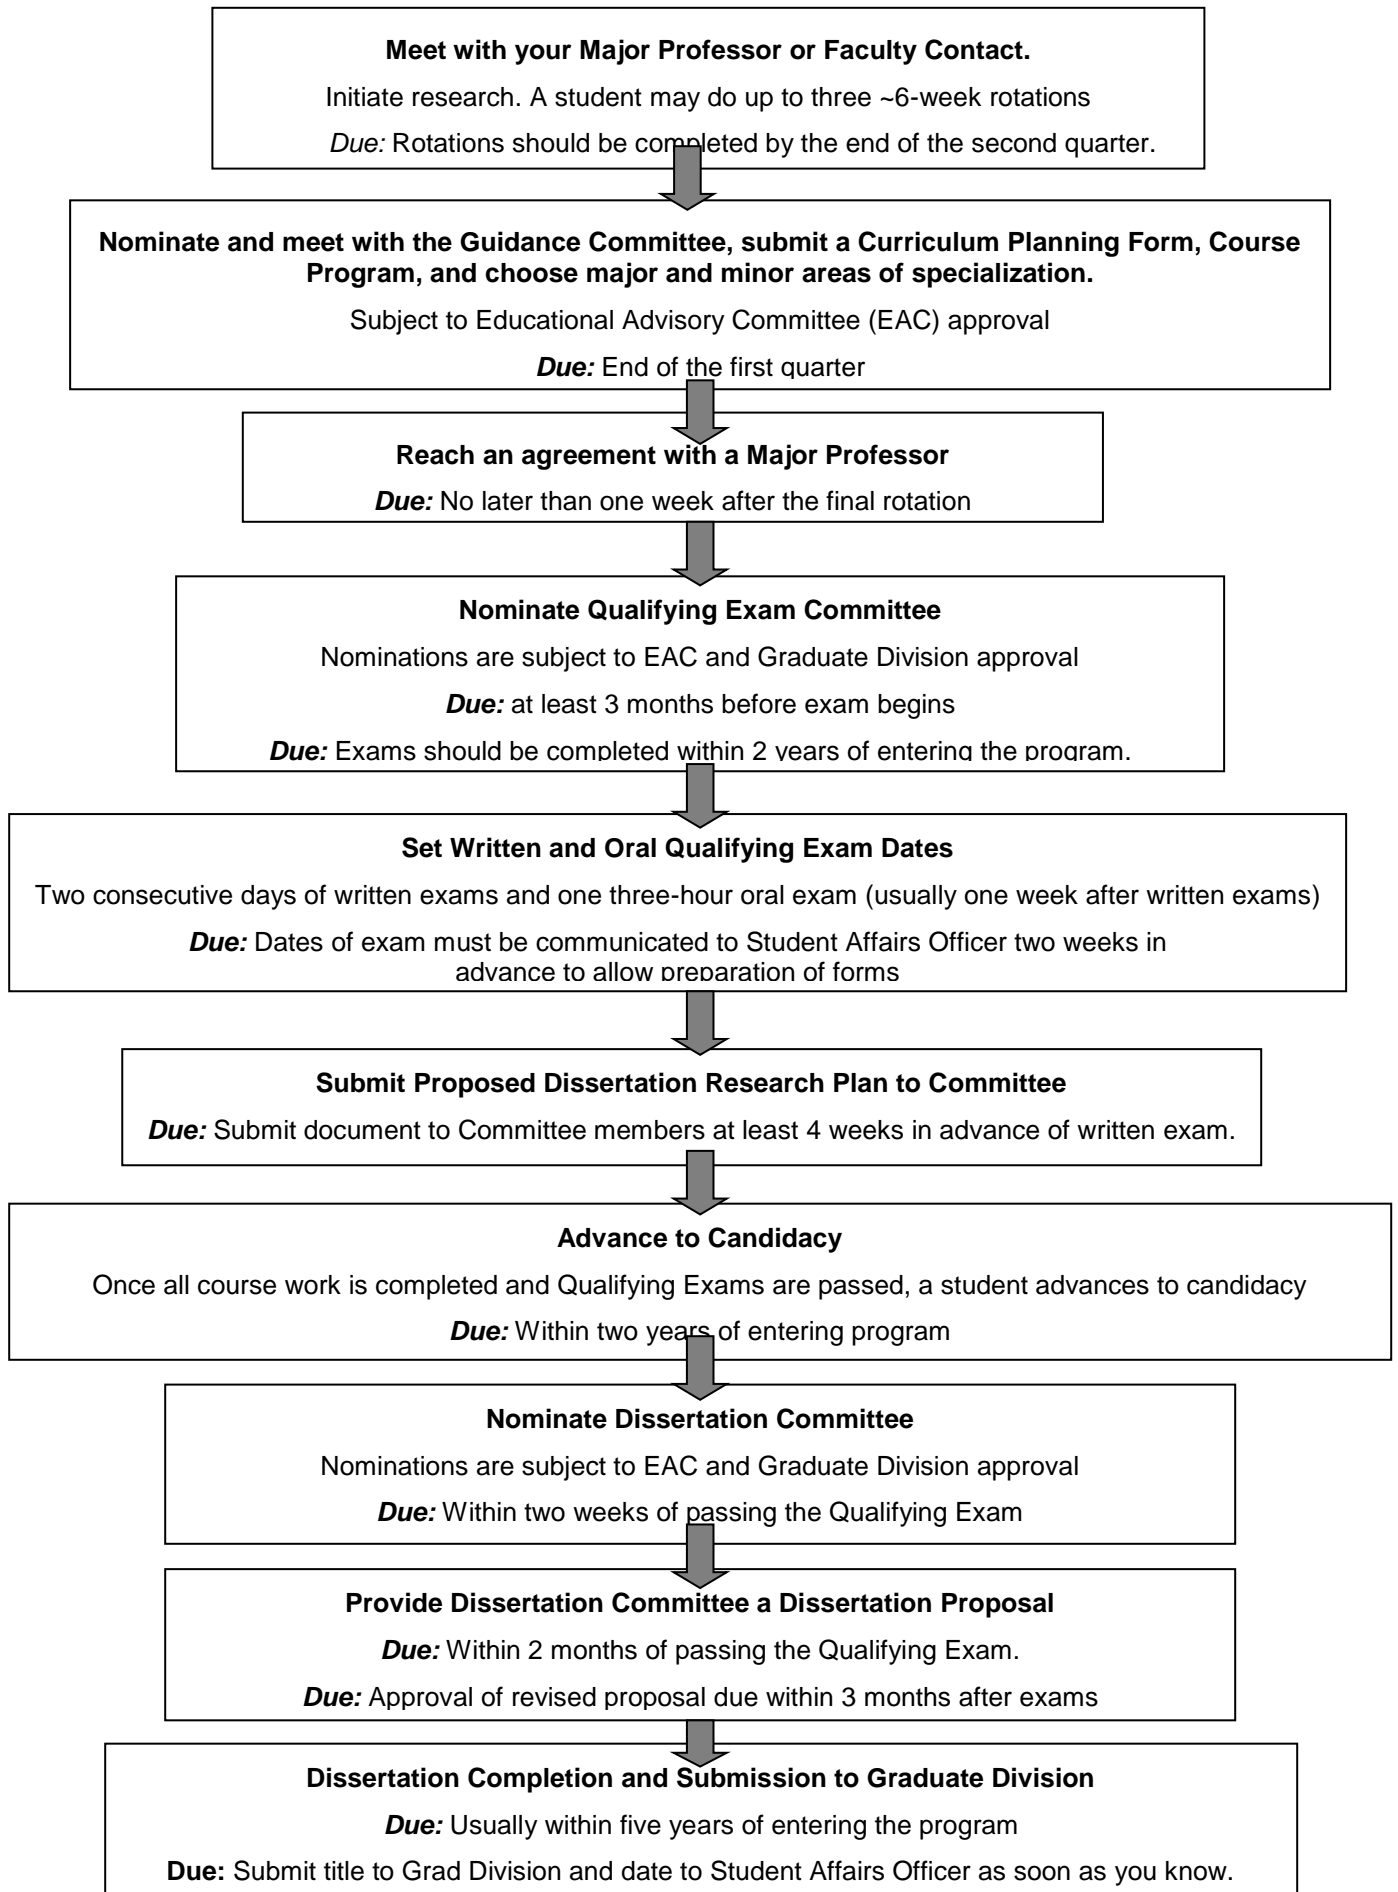 Meet with your Major Professor or Faculty Contact.
Initiate research. A student may do up to three ~6-week rotations
Due: Rotations should be completed by the end of the second quarter.
Nominate and meet with the Guidance Committee, submit a Curriculum Planning Form, Course
Program, and choose major and minor areas of specialization.
Subject to Educational Advisory Committee (EAC) approval
Due: End of the first quarter
Reach an agreement with a Major Professor
Due: No later than one week after the final rotation
Nominate Qualifying Exam Committee
Nominations are subject to EAC and Graduate Division approval
Due: at least 3 months before exam begins
Due: Exams should be completed within 2 years of entering the program.
Set Written and Oral Qualifying Exam Dates
Two consecutive days of written exams and one three-hour oral exam (usually one week after written exams)
Due: Dates of exam must be communicated to Student Affairs Officer two weeks in
advance to allow preparation of forms
Submit Proposed Dissertation Research Plan to Committee
Due: Submit document to Committee members at least 4 weeks in advance of written exam.
Advance to Candidacy
Once all course work is completed and Qualifying Exams are passed, a student advances to candidacy
Due: Within two years of entering program
Nominate Dissertation Committee
Nominations are subject to EAC and Graduate Division approval
Due: Within two weeks of passing the Qualifying Exam
Provide Dissertation Committee a Dissertation Proposal
Due: Within 2 months of passing the Qualifying Exam.
Due: Approval of revised proposal due within 3 months after exams
Dissertation Completion and Submission to Graduate Division
Due: Usually within five years of entering the program
Due: Submit title to Grad Division and date to Student Affairs Officer as soon as you know.